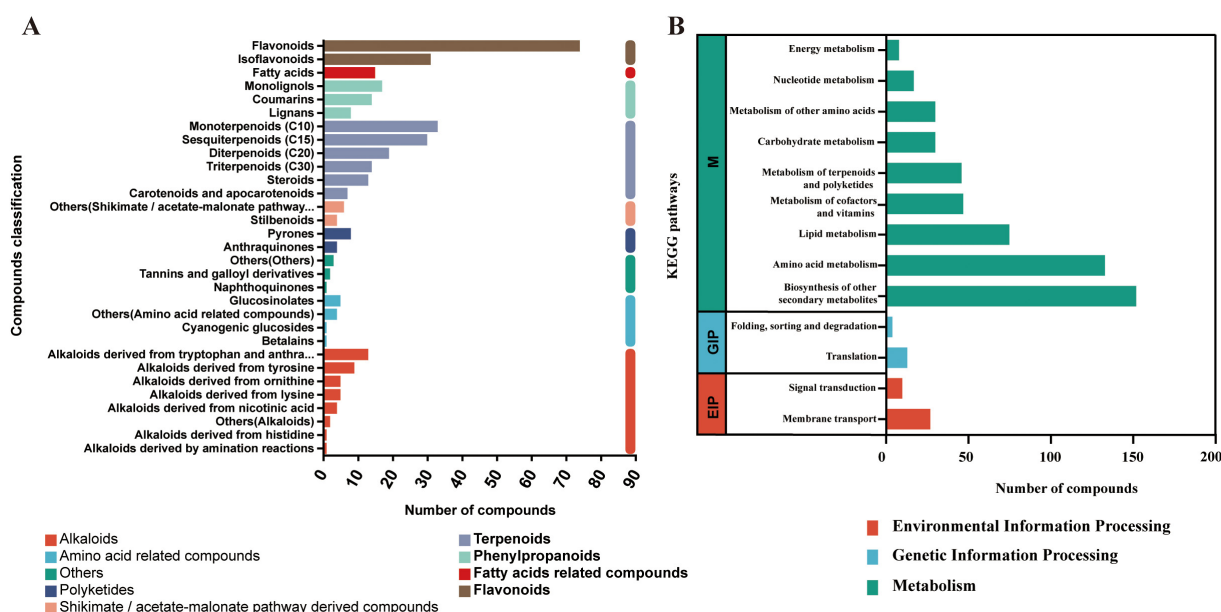 A
Compounds classification
Flavonoids
Isoflavonoids
Fatty acids
Monolignols
Coumarins
Lignans
Monoterpenoids (C10)
Sesquiterpenoids (C15)
Diterpenoids (C20)
Triterpenoids (C30)
Steroids
Carotenoids and apocarotenoids
Others(Shikimate / acetate-malonate pathway...
Stilbenoids
Pyrones
Anthraquinones
Others(Others)
Tannins and galloyl derivatives
Naphthoquinones
Glucosinolates
Others(Amino acid related compounds)
Cyanogenic glucosides
Betalains
Alkaloids derived from tryptophan and anthra...
Alkaloids derived from tyrosine
Alkaloids derived from ornithine
Alkaloids derived from lysine
Alkaloids derived from nicotinic acid
Others(Alkaloids)
Alkaloids derived from histidine
Alkaloids derived by amination reactions
0 10 20 30 40 50 60 70 80 90
Number of compounds
Alkaloids
Amino acid related compounds
Others
Polyketides
Shikimate / acetate-malonate pathway derived compounds
Terpenoids
Phenylpropanoids
Fatty acids related compounds
Flavonoids
B
KEGG pathways
M
Energy metabolism
Nucleotide metabolism
Metabolism of other amino acids
Carbohydrate metabolism
Metabolism of terpenoids
and polyketides
Metabolism of cofactors
and vitamins
Lipid metabolism
Amino acid metabolism
Biosynthesis of other
secondary metabolites
GIP
Folding, sorting and degradation
Translation
EIP
Signal transduction
Membrane transport
0 50 100 150 200
Number of compounds
Environmental Information Processing
Genetic Information Processing
Metabolism